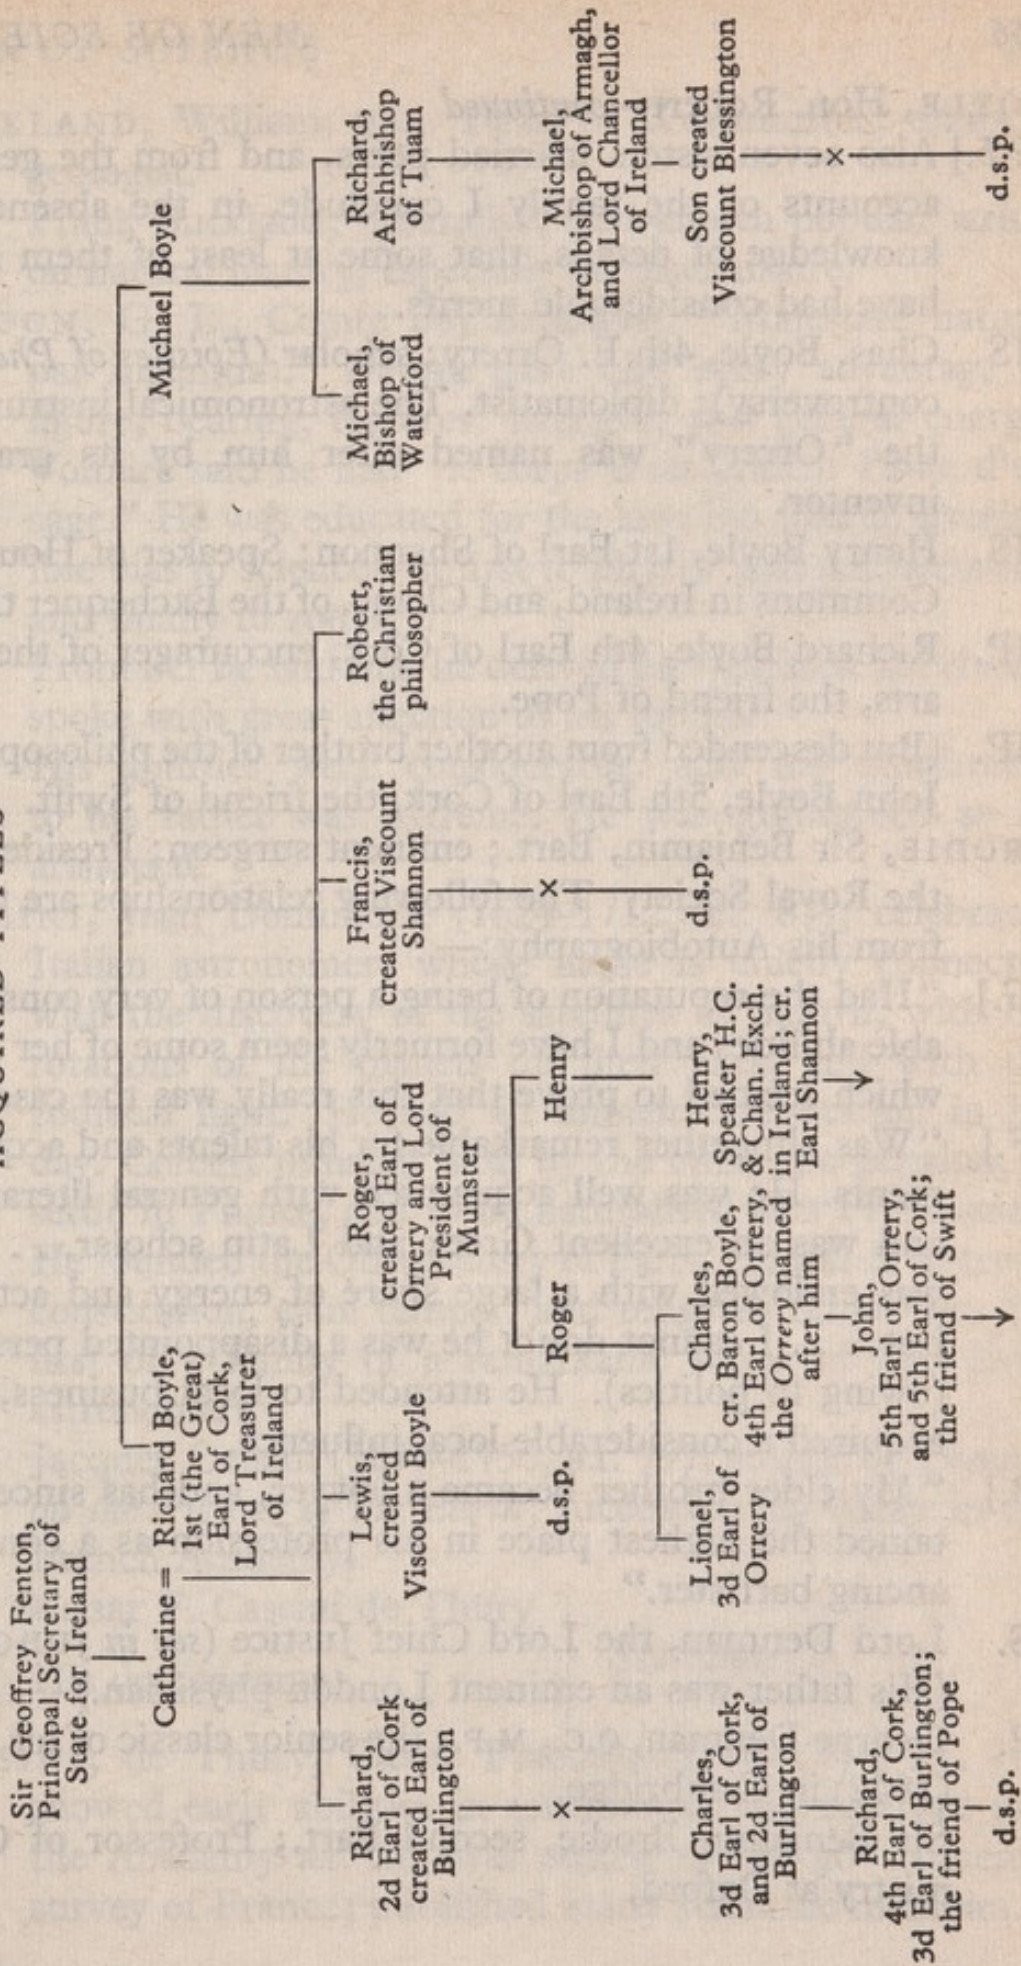 Sir Geoffrey Fenton,
Principal Secretary of
State for Ireland
Catherine = Richard Boyle,
1st (the Great)
Earl of Cork,
Lord Treasurer
of Ireland
Michael Boyle
Richard,
2d Earl of Cork
created Earl of
Burlington
Lewis,
created
Viscount Boyle
Roger,
created Earl of
Orrery and Lord
President of
Munster
Francis,
created Viscount
Shannon
Robert,
the Christian
philosopher
Michael,
Bishop of
Waterford
Richard,
Archbishop
of Tuam
×
d.s.p.
Roger
Henry
×
d.s.p.
Michael,
Archbishop of Armagh,
and Lord Chancellor
of Ireland
Charles,
3d Earl of Cork,
and 2d Earl of
Burlington
Lionel,
3d Earl of
Orrery
Charles,
cr. Baron Boyle,
4th Earl of Orrery,
the Orrery named
after him
Henry,
Speaker H.C.
& Chan. Exch.
in Ireland; cr.
Earl Shannon
Son created
Viscount Blessington
×
d.s.p.
Richard,
4th Earl of Cork,
3d Earl of Burlington;
the friend of Pope
d.s.p.
John,
5th Earl of Orrery,
and 5th Earl of Cork;
the friend of Swift